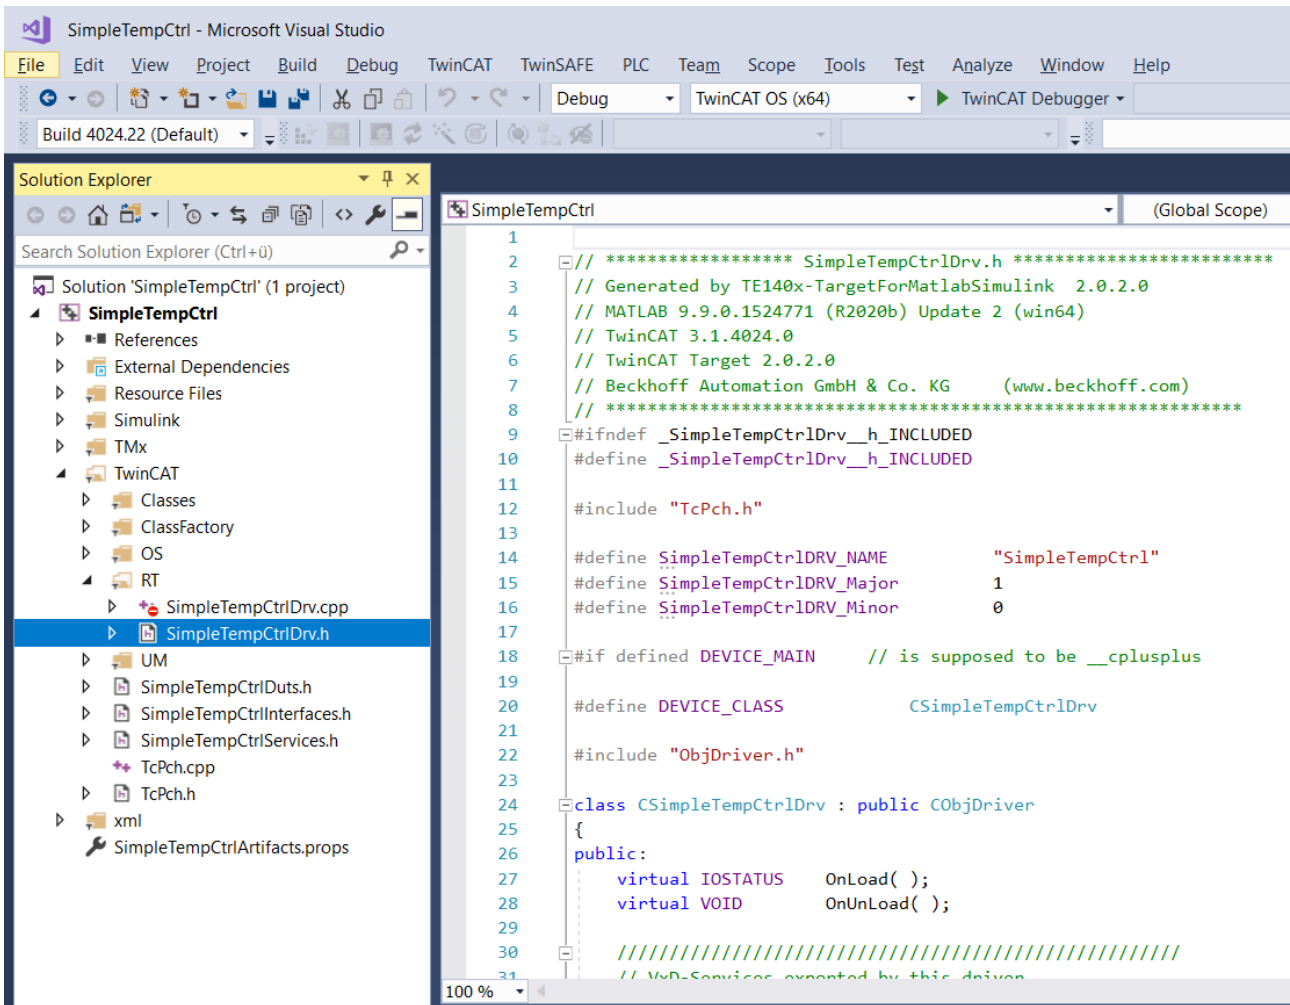 SimpleTempCtrl - Microsoft Visual Studio
File Edit View Project Build Debug TwinCAT TwinSAFE PLC Team Scope Tools Test Analyze Window Help
Debug TwinCAT OS (x64) TwinCAT Debugger
Build 4024.22 (Default)
Solution Explorer
Search Solution Explorer (Ctrl+ü)
Solution 'SimpleTempCtrl' (1 project)
SimpleTempCtrl
References
External Dependencies
Resource Files
Simulink
TMx
TwinCAT
Classes
ClassFactory
OS
RT
SimpleTempCtrlDrv.cpp
SimpleTempCtrlDrv.h
UM
SimpleTempCtrlDuts.h
SimpleTempCtrlInterfaces.h
SimpleTempCtrlServices.h
TcPch.cpp
TcPch.h
xml
SimpleTempCtrlArtifacts.props
SimpleTempCtrl (Global Scope)
1
2 // ****************** SimpleTempCtrlDrv.h *************************
3 // Generated by TE140x-TargetForMatlabSimulink  2.0.2.0
4 // MATLAB 9.9.0.1524771 (R2020b) Update 2 (win64)
5 // TwinCAT 3.1.4024.0
6 // TwinCAT Target 2.0.2.0
7 // Beckhoff Automation GmbH & Co. KG     (www.beckhoff.com)
8 // *************************************************************
9 #ifndef _SimpleTempCtrlDrv__h_INCLUDED
10 #define _SimpleTempCtrlDrv__h_INCLUDED
11
12 #include "TcPch.h"
13
14 #define SimpleTempCtrlDRV_NAME          "SimpleTempCtrl"
15 #define SimpleTempCtrlDRV_Major         1
16 #define SimpleTempCtrlDRV_Minor         0
17
18 #if defined DEVICE_MAIN     // is supposed to be __cplusplus
19
20 #define DEVICE_CLASS            CSimpleTempCtrlDrv
21
22 #include "ObjDriver.h"
23
24 class CSimpleTempCtrlDrv : public CObjDriver
25 {
26 public:
27     virtual IOSTATUS    OnLoad( );
28     virtual VOID        OnUnLoad( );
29
30     //////////////////////////////////////////////////////
31     // VxD-Services exported by this driver
100 %